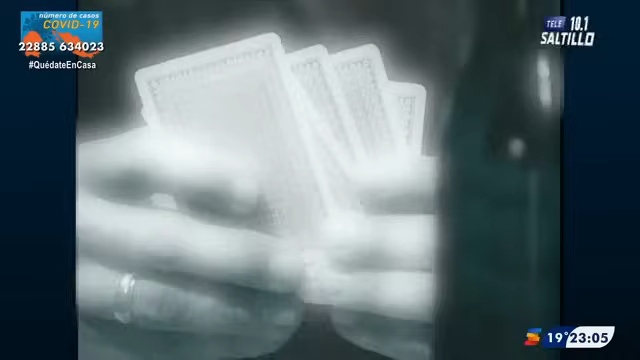 número de casos
COVID-19
22885 634023
#QuédateEnCasa
TELE 10.1
SALTILLO
19° 23:05